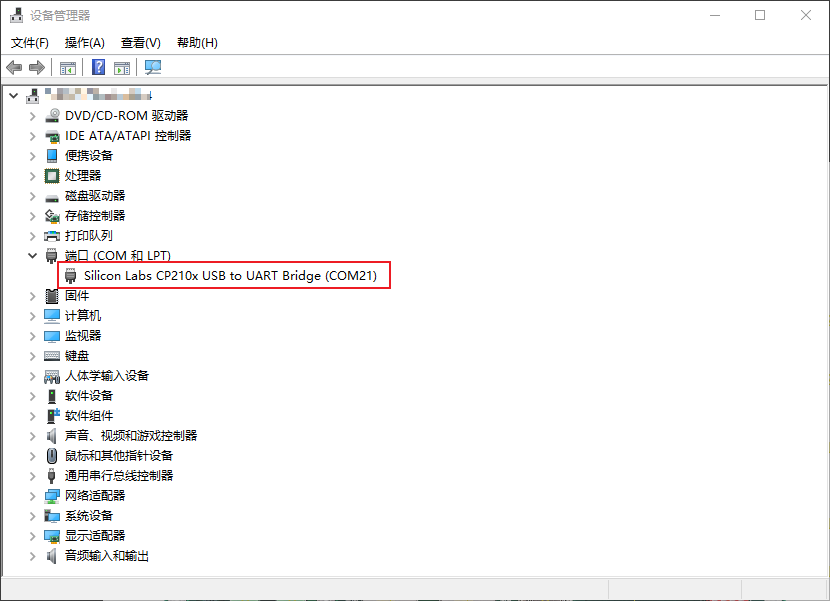 设备管理器
文件(F) 操作(A) 查看(V) 帮助(H)
DVD/CD-ROM 驱动器
IDE ATA/ATAPI 控制器
便携设备
处理器
磁盘驱动器
存储控制器
打印队列
端口 (COM 和 LPT)
Silicon Labs CP210x USB to UART Bridge (COM21)
固件
计算机
监视器
键盘
人体学输入设备
软件设备
软件组件
声音、视频和游戏控制器
鼠标和其他指针设备
通用串行总线控制器
网络适配器
系统设备
显示适配器
音频输入和输出